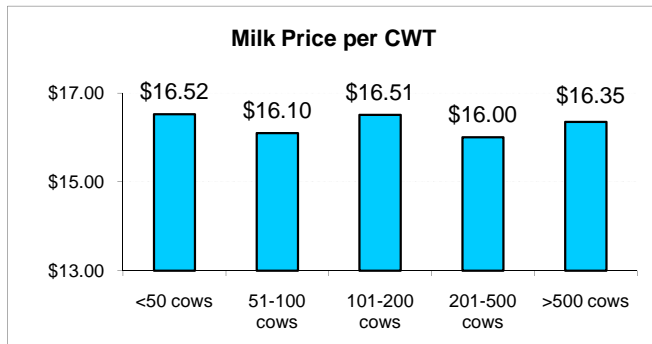 Milk Price per CWT
$16.52 $16.10 $16.51 $16.00 $16.35
$17.00
$15.00
$13.00
<50 cows 51-100 cows 101-200 cows 201-500 cows >500 cows